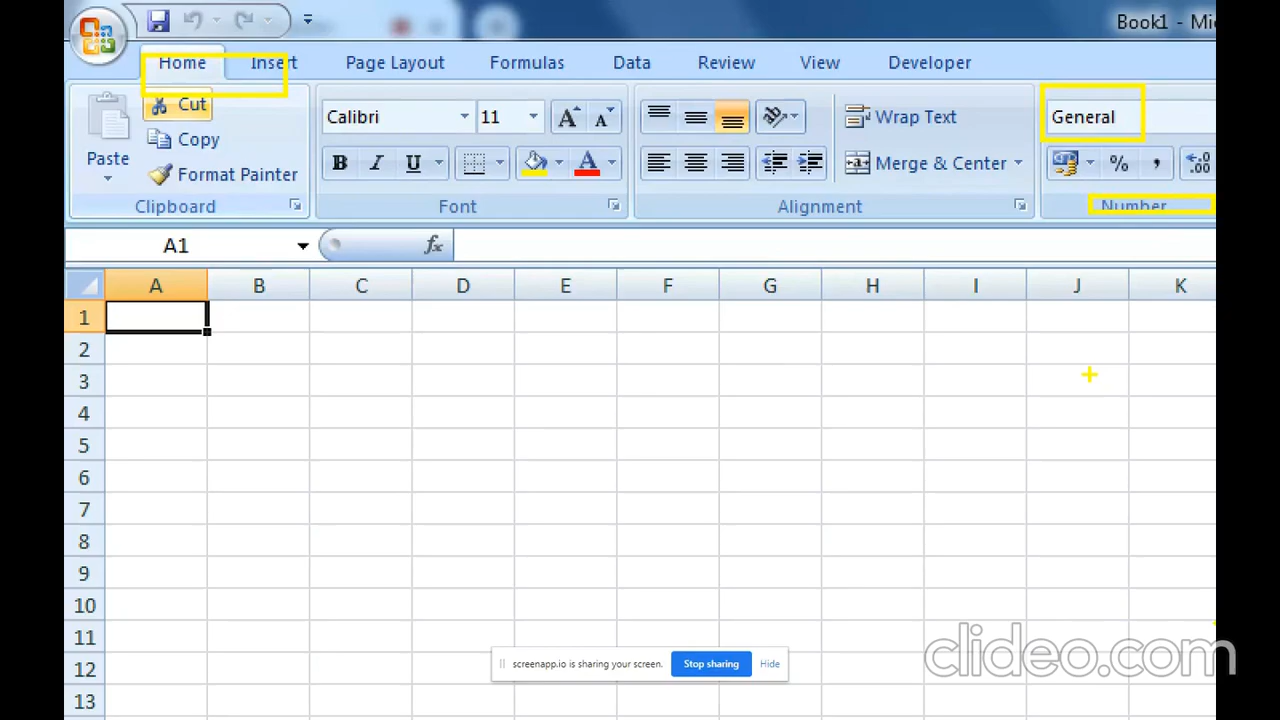 Book1 - Mi
Home Insert Page Layout Formulas Data Review View Developer
Cut
Copy
Format Painter
Paste
Clipboard
Calibri 11 A A
B I U A
Font
Wrap Text
Merge & Center
Alignment
General
% , .00
Number
A1 fx
A B C D E F G H I J K
1
2
3
4
5
6
7
8
9
10
11
12
13
screenapp.io is sharing your screen. Stop sharing Hide
clideo.com